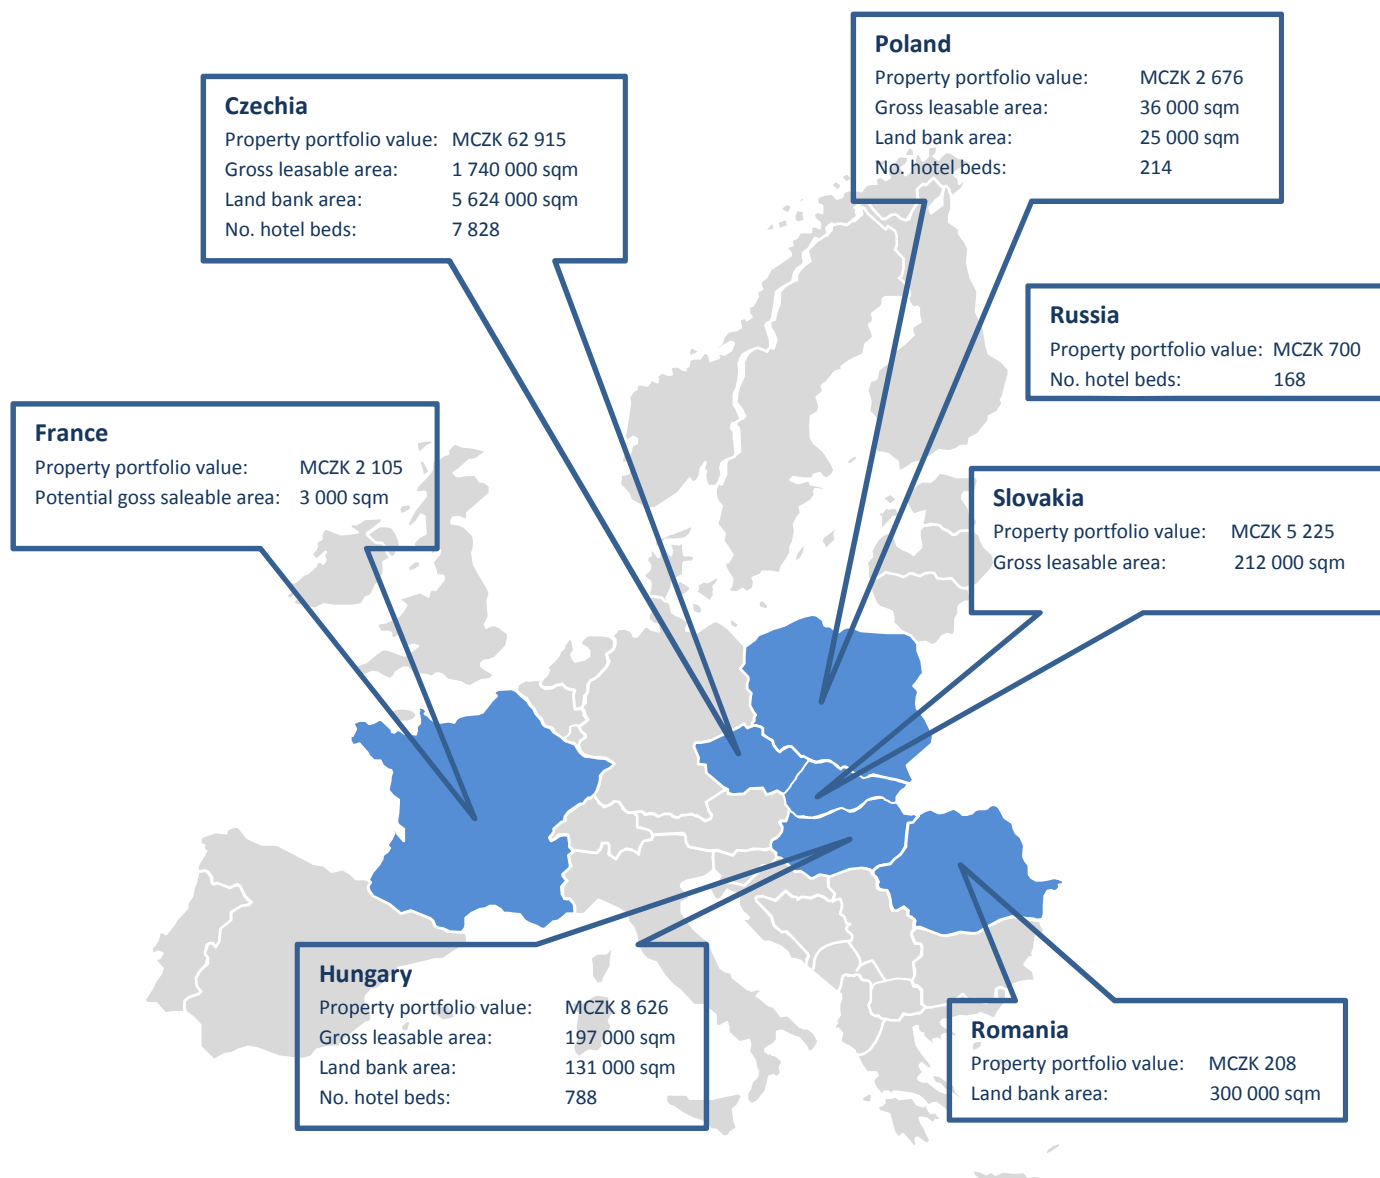 Poland
Property portfolio value: MCZK 2 676
Gross leasable area: 36 000 sqm
Land bank area: 25 000 sqm
No. hotel beds: 214
Czechia
Property portfolio value: MCZK 62 915
Gross leasable area: 1 740 000 sqm
Land bank area: 5 624 000 sqm
No. hotel beds: 7 828
Russia
Property portfolio value: MCZK 700
No. hotel beds: 168
France
Property portfolio value: MCZK 2 105
Potential goss saleable area: 3 000 sqm
Slovakia
Property portfolio value: MCZK 5 225
Gross leasable area: 212 000 sqm
Hungary
Property portfolio value: MCZK 8 626
Gross leasable area: 197 000 sqm
Land bank area: 131 000 sqm
No. hotel beds: 788
Romania
Property portfolio value: MCZK 208
Land bank area: 300 000 sqm